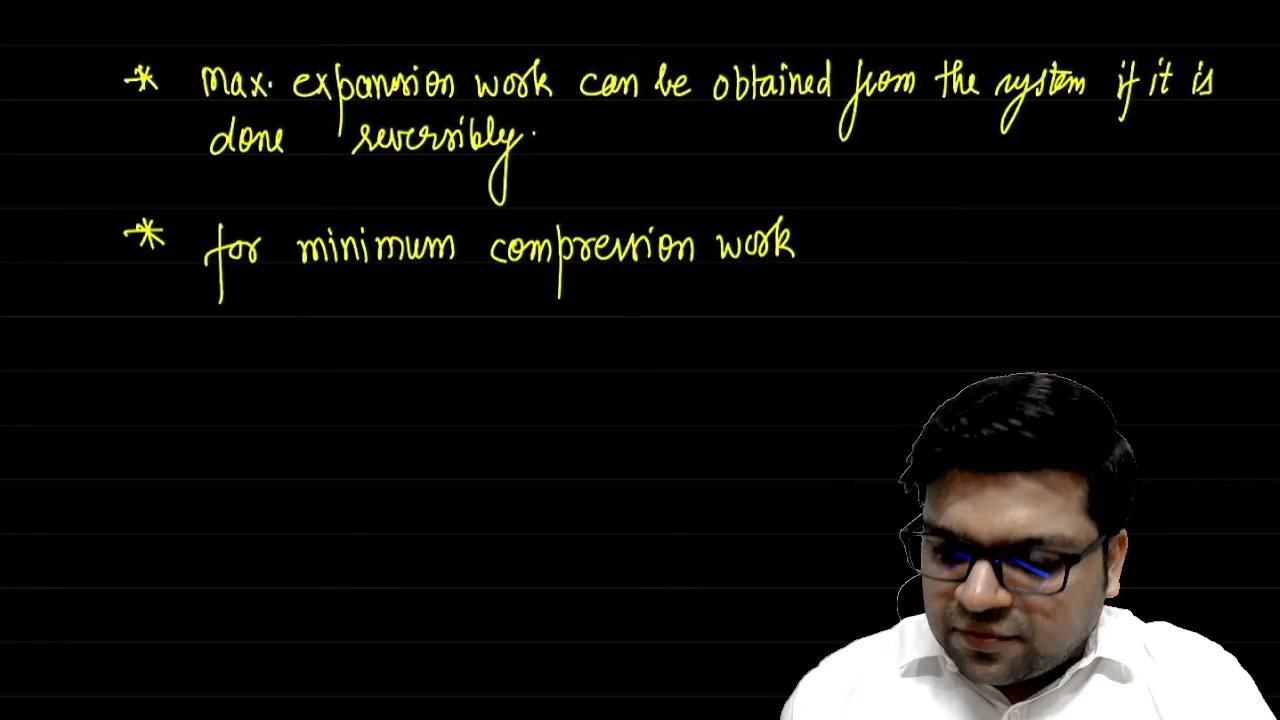 * Max. expansion work can be obtained from the system if it is
done reversibly.
* for minimum compression work